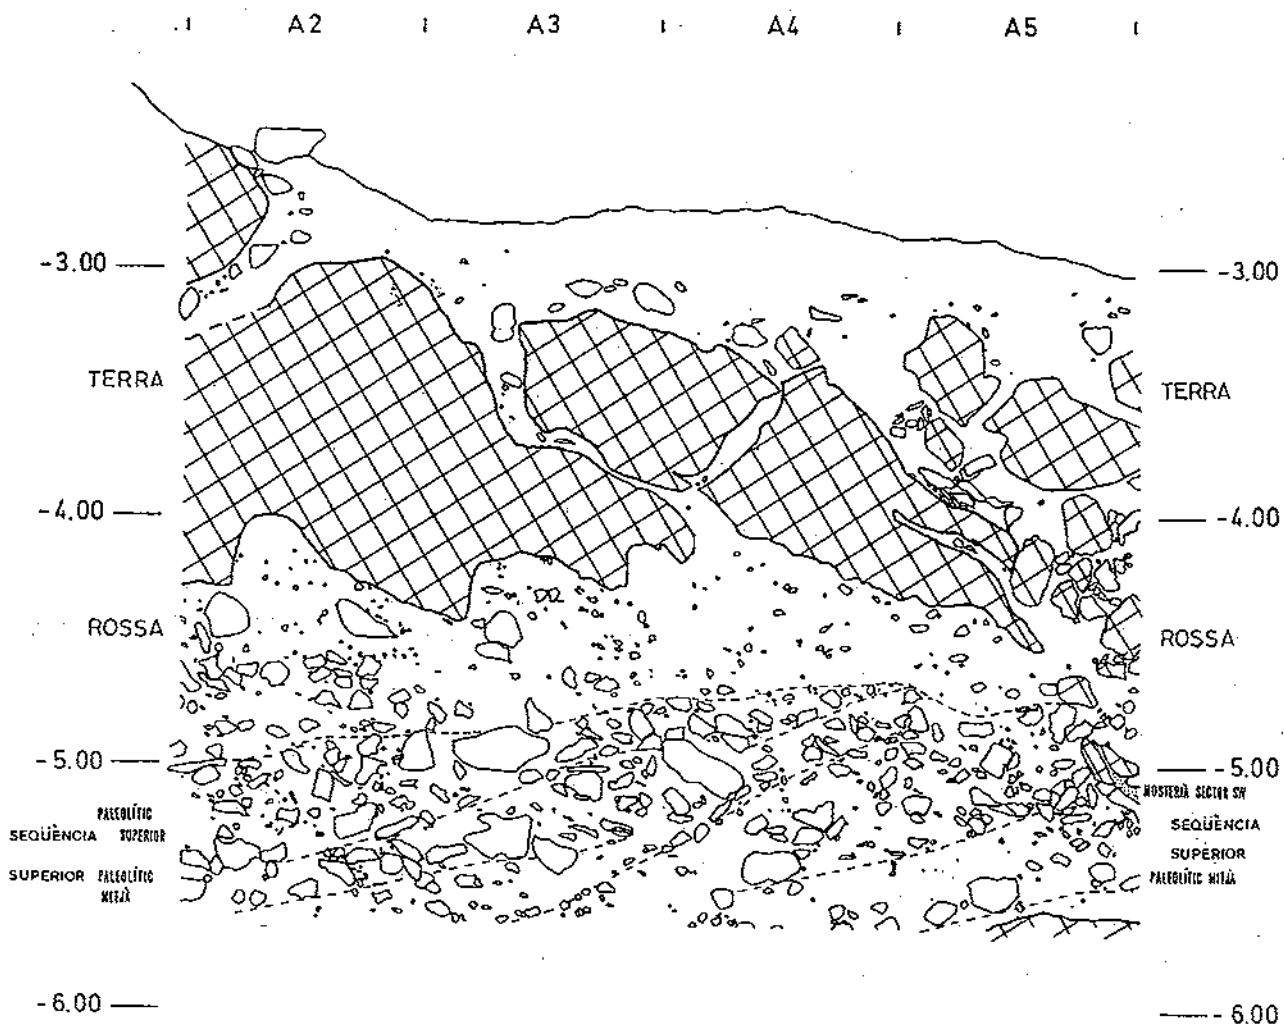 A2 A3 A4 A5
-3.00 -3.00
TERRA TERRA
-4.00 -4.00
ROSSA ROSSA
-5.00 -5.00
MOSTERIÀ SECTOR SW
PALEOLÍTIC
SEQÜÈNCIA SUPERIOR
SEQÜÈNCIA
SUPERIOR
SUPERIOR PALEOLÍTIC
MITJÀ
PALEOLÍTIC MITJÀ
-6.00 -6.00